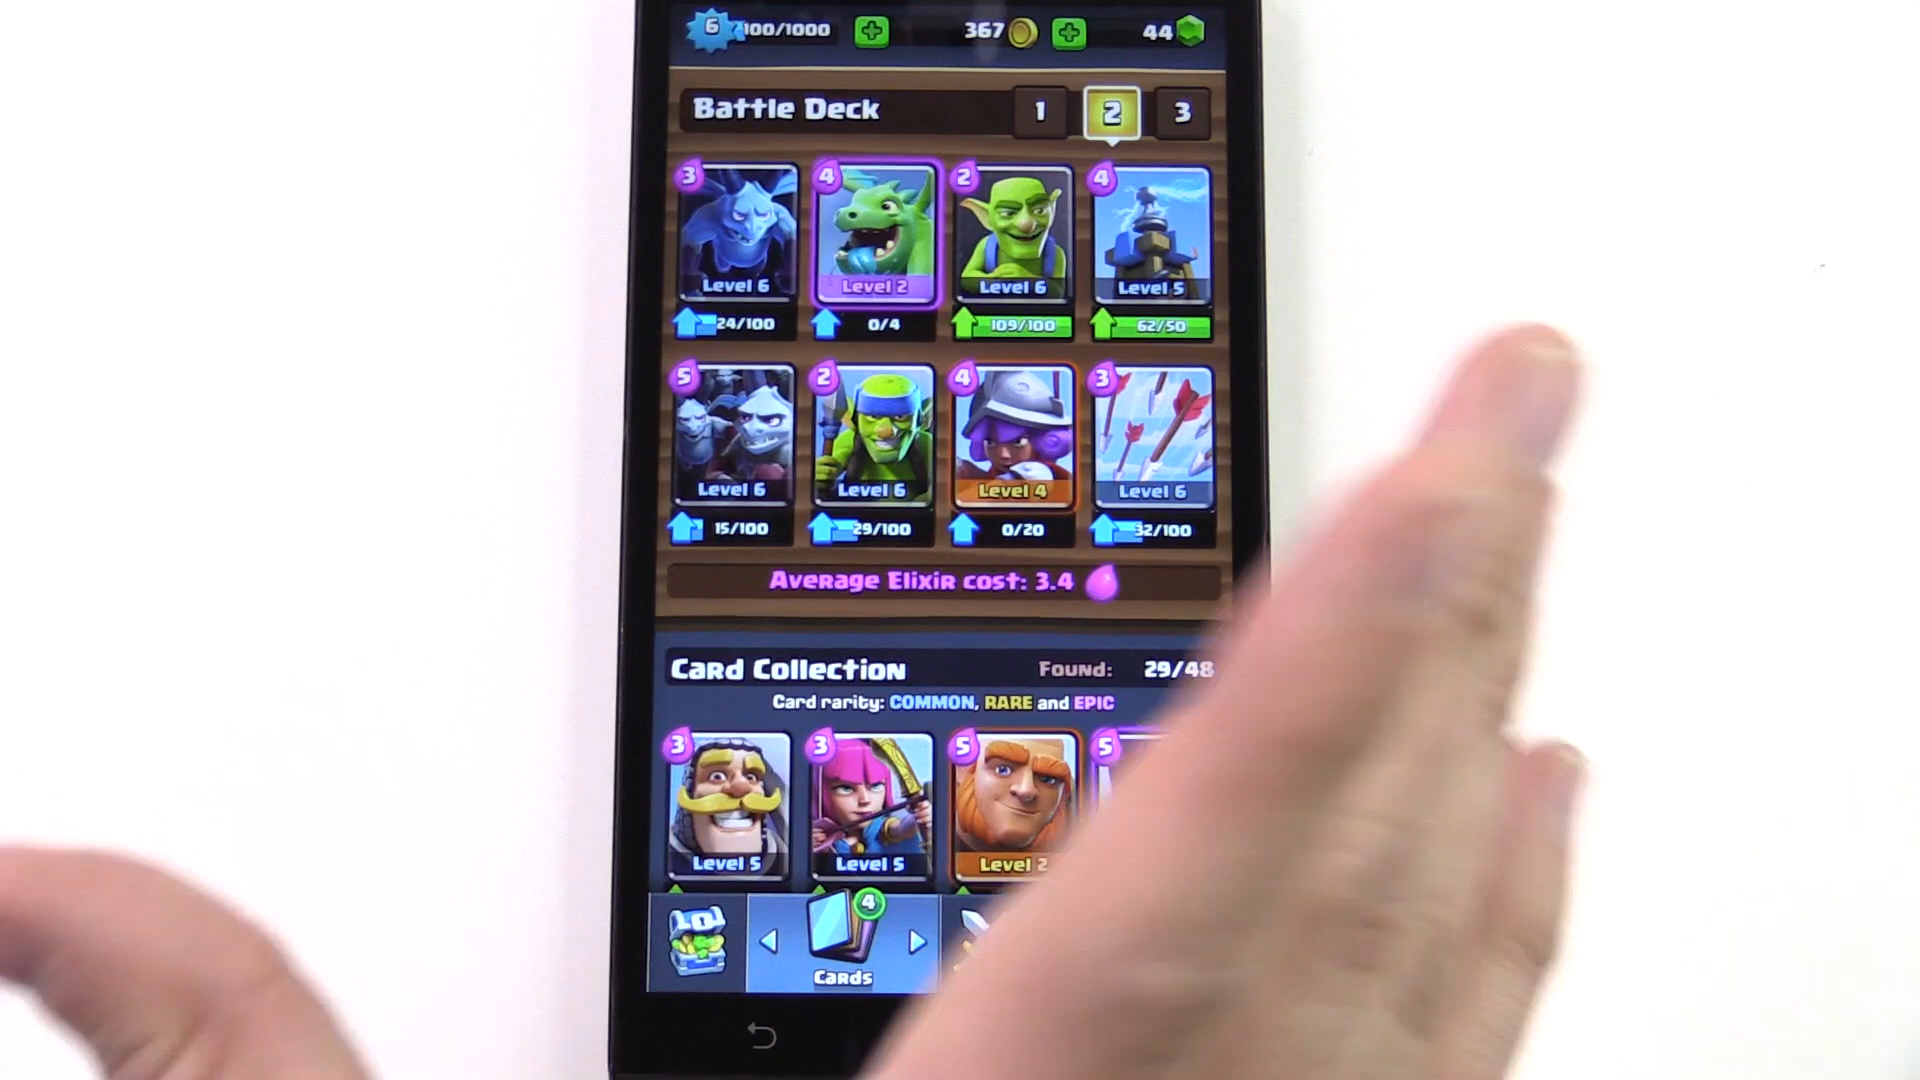 6 100/1000 367 44
Battle Deck 1 2 3
3 4 2 4
Level 6 Level 2 Level 6 Level 5
24/100 0/4 109/100 62/50
5 2 4 3
Level 6 Level 6 Level 4 Level 6
15/100 29/100 0/20 32/100
Average Elixir cost: 3.4
Card Collection Found: 29/48
Card rarity: COMMON, RARE and EPIC
3 3 5 5
Level 5 Level 5 Level 2
4
Cards